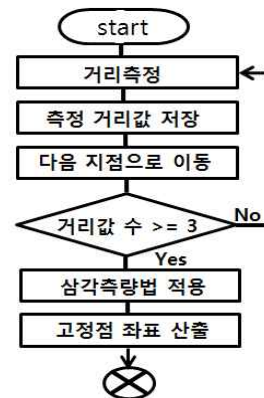 start
거리측정
측정 거리값 저장
다음 지점으로 이동
거리값 수 >= 3
No
Yes
삼각측량법 적용
고정점 좌표 산출